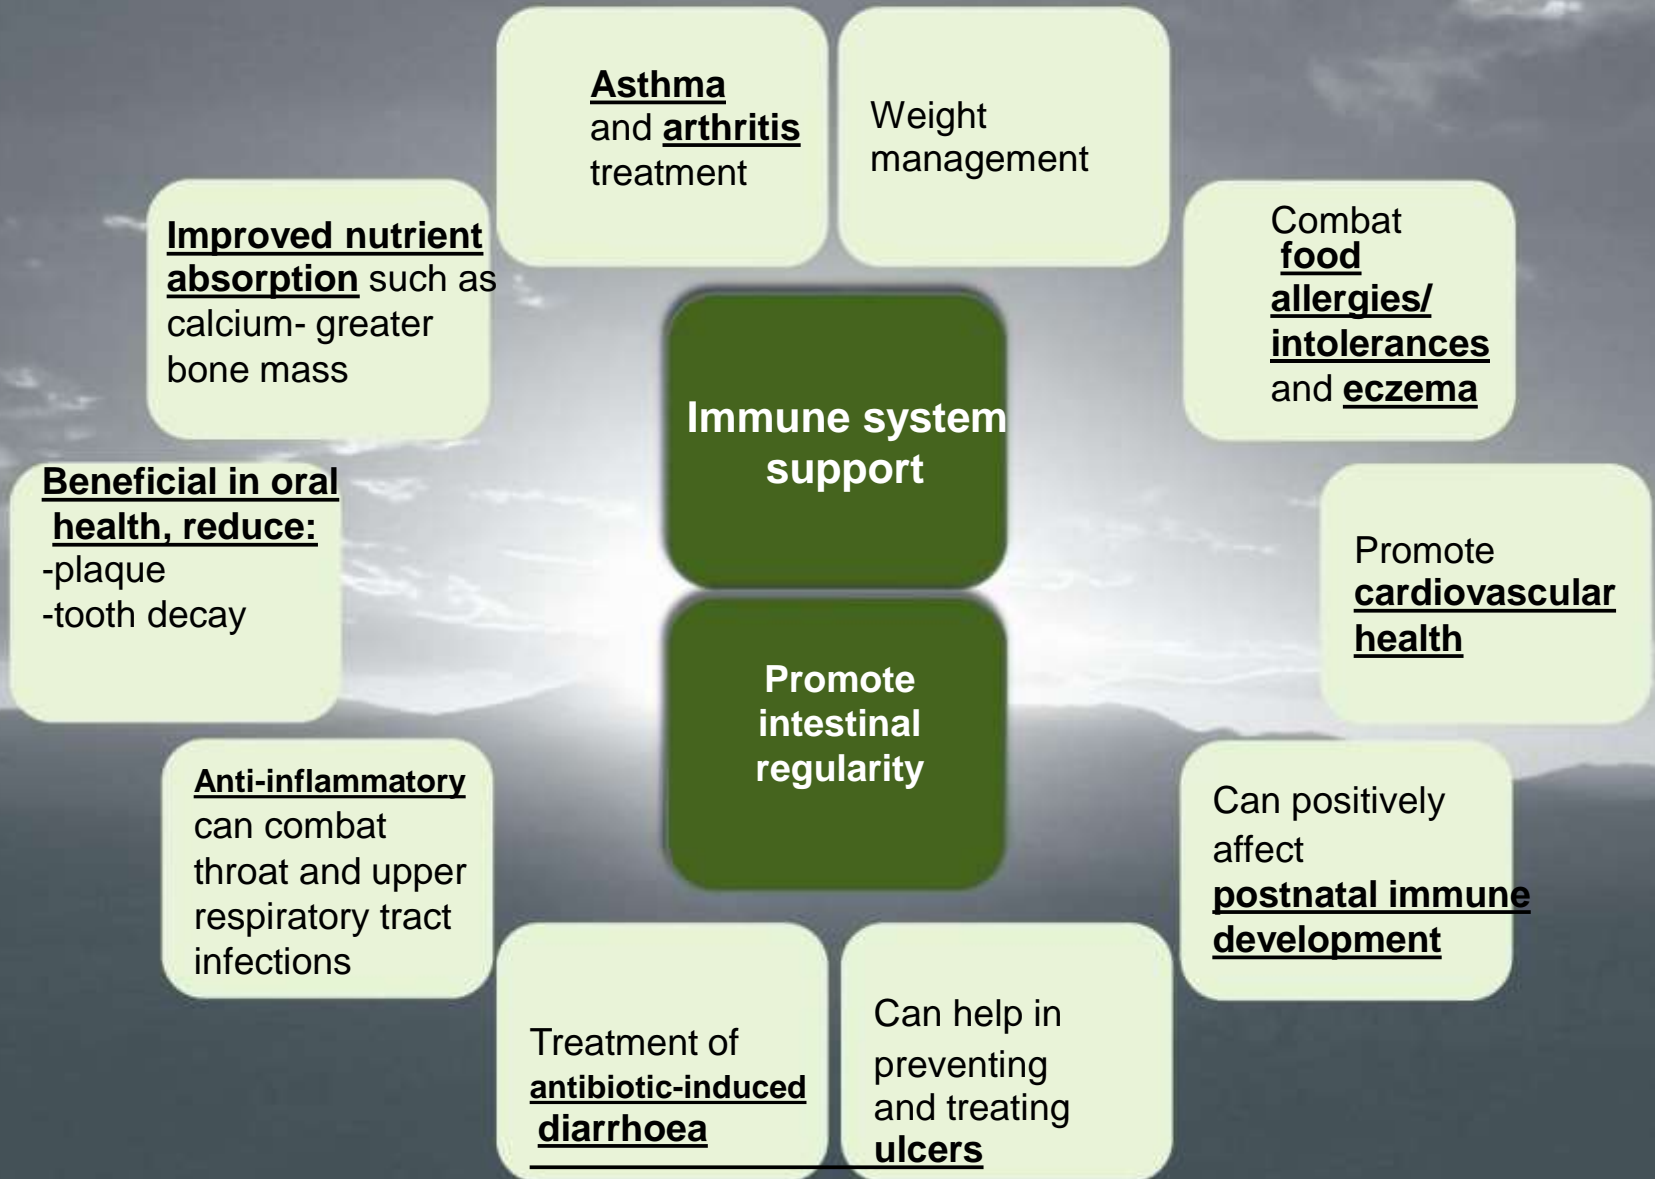 Asthma
and arthritis
treatment
Weight
management
Improved nutrient
absorption such as
calcium- greater
bone mass
Combat
food
allergies/
intolerances
and eczema
Immune system
support
Beneficial in oral
health, reduce:
-plaque
-tooth decay
Promote
cardiovascular
health
Promote
intestinal
regularity
Anti-inflammatory
can combat
throat and upper
respiratory tract
infections
Can positively
affect
postnatal immune
development
Treatment of
antibiotic-induced
diarrhoea
Can help in
preventing
and treating
ulcers